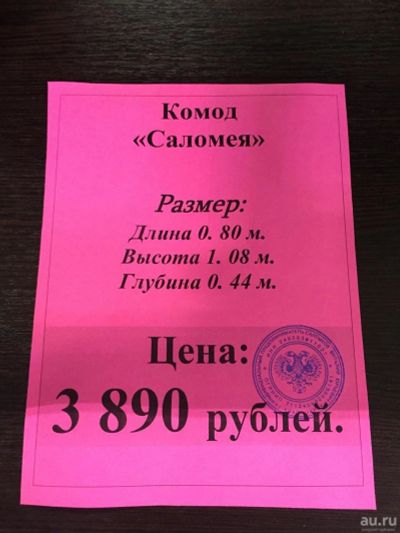 Комод
«Саломея»
Размер:
Длина 0. 80 м.
Высота 1. 08 м.
Глубина 0. 44 м.
Цена:
3 890 рублей.
au.ru